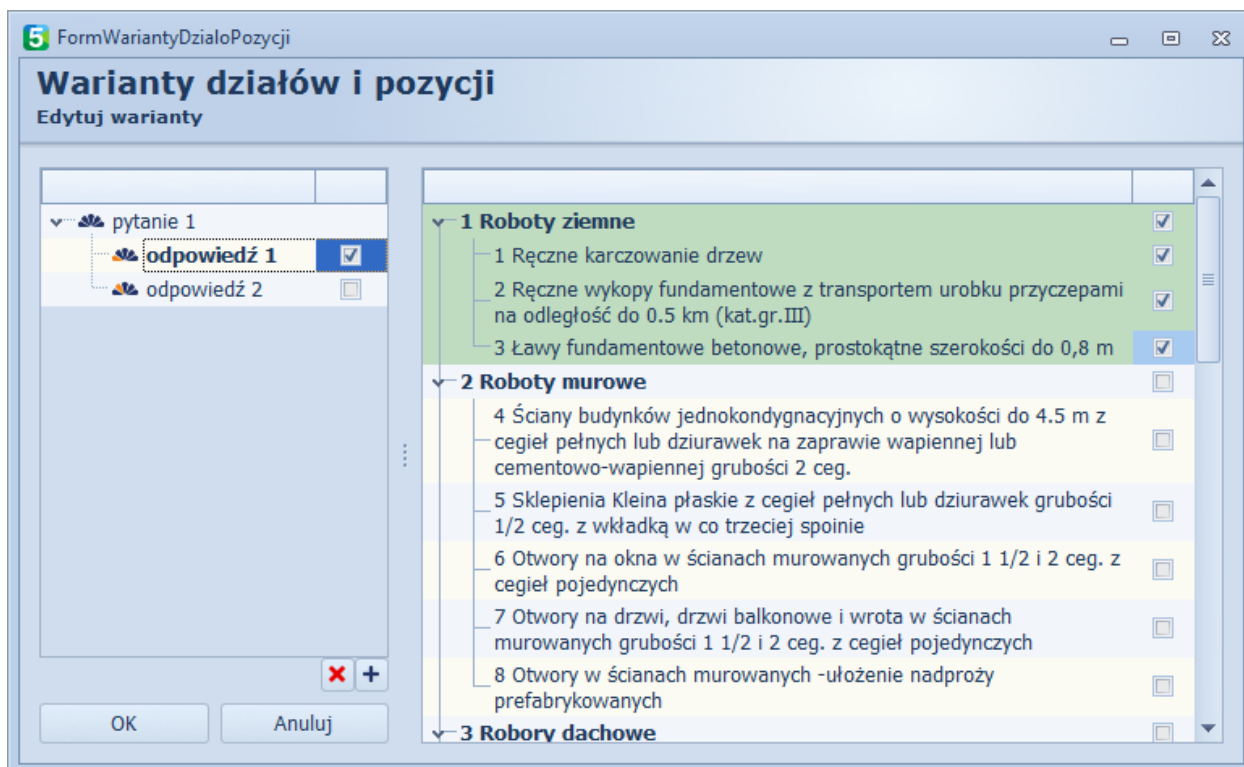 5 FormWariantyDzialoPozycji
Warianty działów i pozycji
Edytuj warianty
pytanie 1
odpowiedź 1
odpowiedź 2
OK
Anuluj
1 Roboty ziemne
1 Ręczne karczowanie drzew
2 Ręczne wykopy fundamentowe z transportem urobku przyczepami
na odległość do 0.5 km (kat.gr.III)
3 Ławy fundamentowe betonowe, prostokątne szerokości do 0,8 m
2 Roboty murowe
4 Ściany budynków jednokondygnacyjnych o wysokości do 4.5 m z
cegieł pełnych lub dziurawek na zaprawie wapiennej lub
cementowo-wapiennej grubości 2 ceg.
5 Sklepienia Kleina płaskie z cegieł pełnych lub dziurawek grubości
1/2 ceg. z wkładką w co trzeciej spoinie
6 Otwory na okna w ścianach murowanych grubości 1 1/2 i 2 ceg. z
cegieł pojedynczych
7 Otwory na drzwi, drzwi balkonowe i wrota w ścianach
murowanych grubości 1 1/2 i 2 ceg. z cegieł pojedynczych
8 Otwory w ścianach murowanych -ułożenie nadproży
prefabrykowanych
3 Robory dachowe